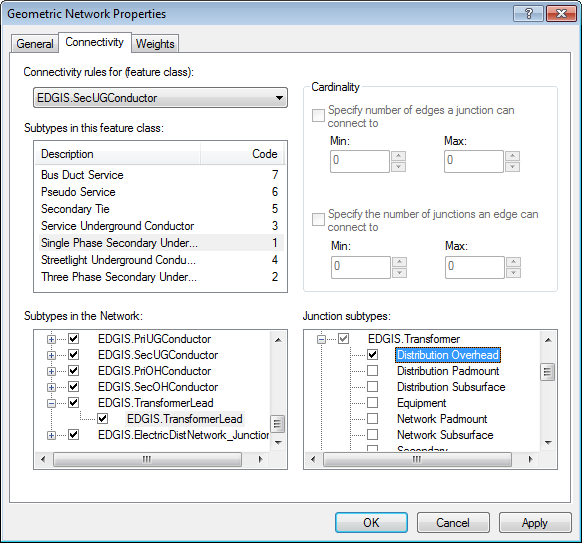 Geometric Network Properties
General Connectivity Weights
Connectivity rules for (feature class):
EDGIS.SecUGConductor
Subtypes in this feature class:
Description Code
Bus Duct Service 7
Pseudo Service 6
Secondary Tie 5
Service Underground Conductor 3
Single Phase Secondary Under... 1
Streetlight Underground Condu... 4
Three Phase Secondary Under... 2
Cardinality
Specify number of edges a junction can
connect to
Min: Max:
0 0
Specify the number of junctions an edge can
connect to
Min: Max:
0 0
Subtypes in the Network:
EDGIS.PriUGConductor
EDGIS.SecUGConductor
EDGIS.PriOHConductor
EDGIS.SecOHConductor
EDGIS.TransformerLead
EDGIS.TransformerLead
EDGIS.ElectricDistNetwork_Junction
Junction subtypes:
EDGIS.Transformer
Distribution Overhead
Distribution Padmount
Distribution Subsurface
Equipment
Network Padmount
Network Subsurface
Secondary
OK Cancel Apply